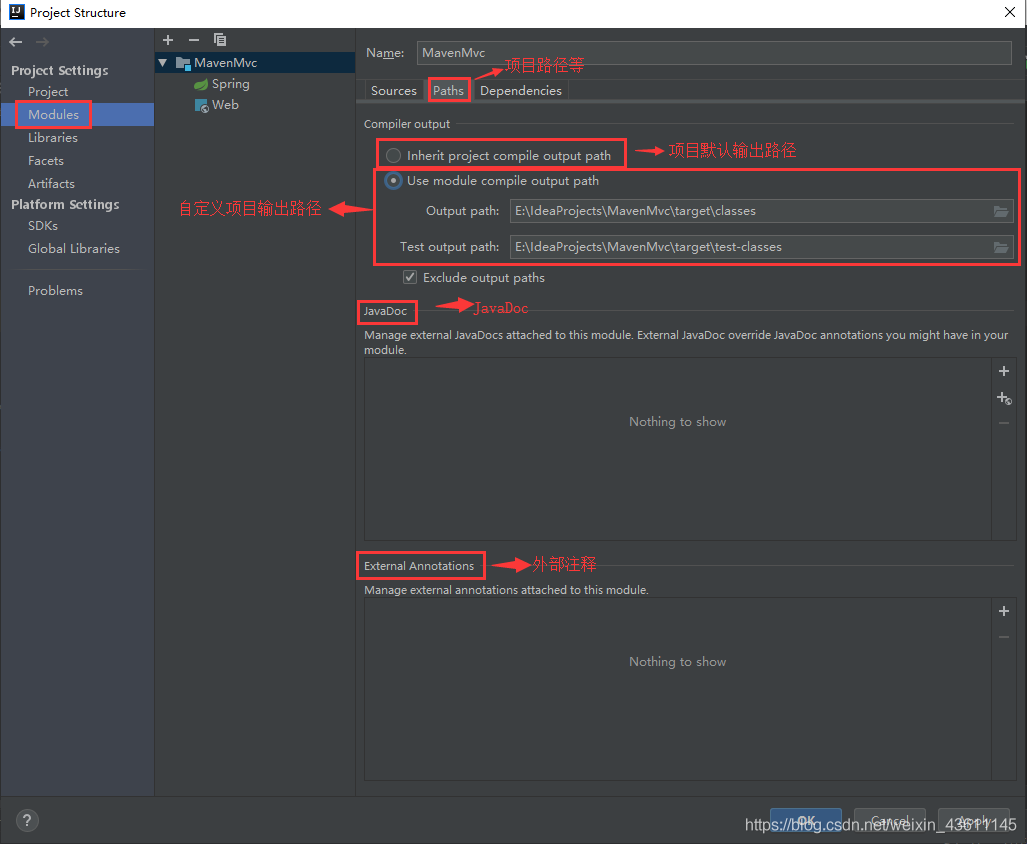 Project Structure
Project Settings
Project
Modules
Libraries
Facets
Artifacts
Platform Settings
SDKs
Global Libraries
Problems
MavenMvc
Spring
Web
Name: MavenMvc
项目路径等
Sources Paths Dependencies
Compiler output
Inherit project compile output path
项目默认输出路径
Use module compile output path
自定义项目输出路径
Output path: E:\IdeaProjects\MavenMvc\target\classes
Test output path: E:\IdeaProjects\MavenMvc\target\test-classes
Exclude output paths
JavaDoc
JavaDoc
Manage external JavaDocs attached to this module. External JavaDoc override JavaDoc annotations you might have in your
module.
Nothing to show
External Annotations
外部注释
Manage external annotations attached to this module.
Nothing to show
?
OK Cancel Apply
https://blog.csdn.net/weixin_43611145